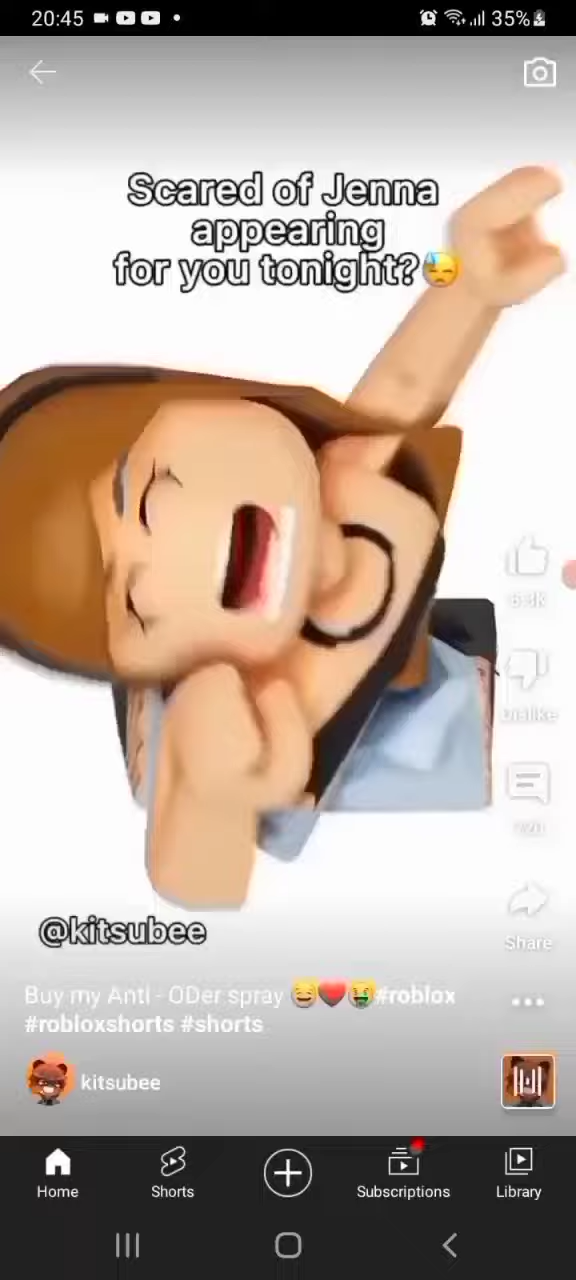 20:45
35%
Scared of Jenna
appearing
for you tonight?😓
Dislike
Share
@kitsubee
Buy my Anti - ODer spray 😂❤️🤑#roblox
#robloxshorts #shorts
kitsubee
Home
Shorts
Subscriptions
Library